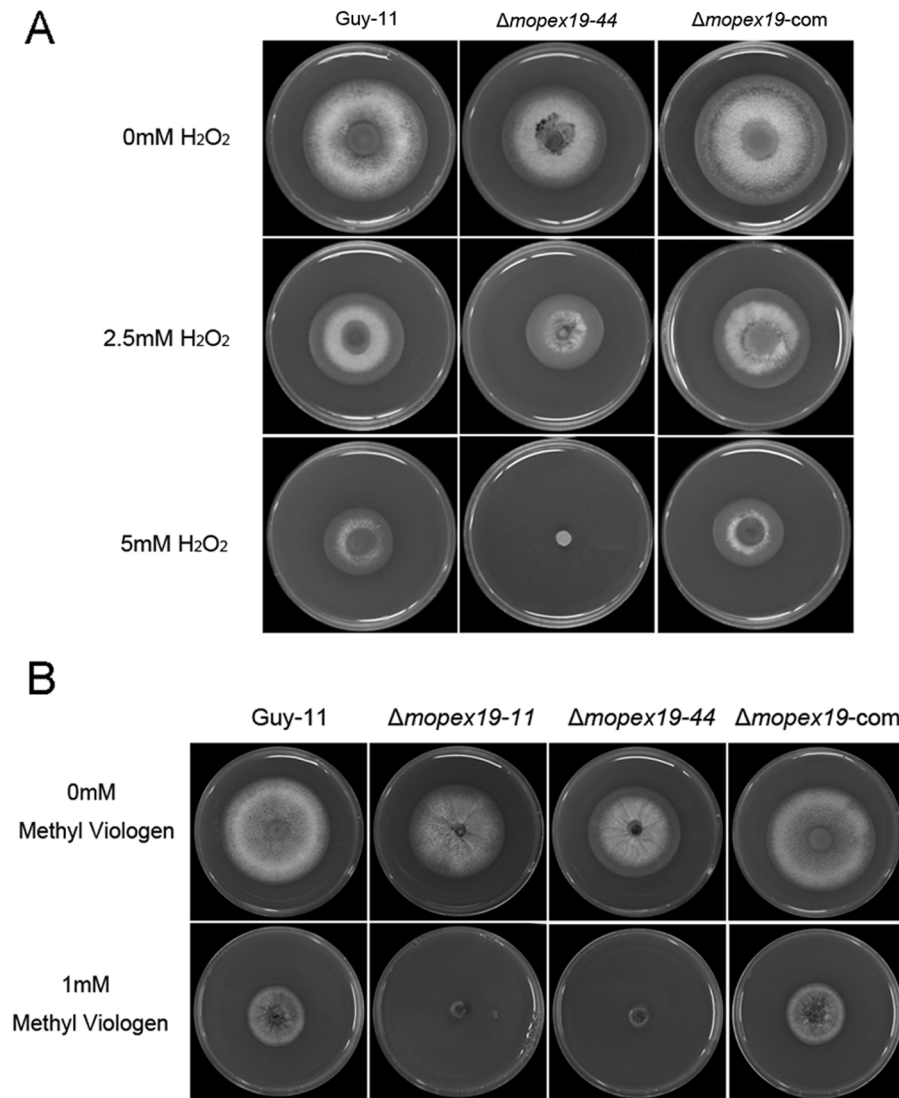 A
Guy-11 Δmopex19-44 Δmopex19-com
0mM H₂O₂
2.5mM H₂O₂
5mM H₂O₂
B
Guy-11 Δmopex19-11 Δmopex19-44 Δmopex19-com
0mM
Methyl Viologen
1mM
Methyl Viologen